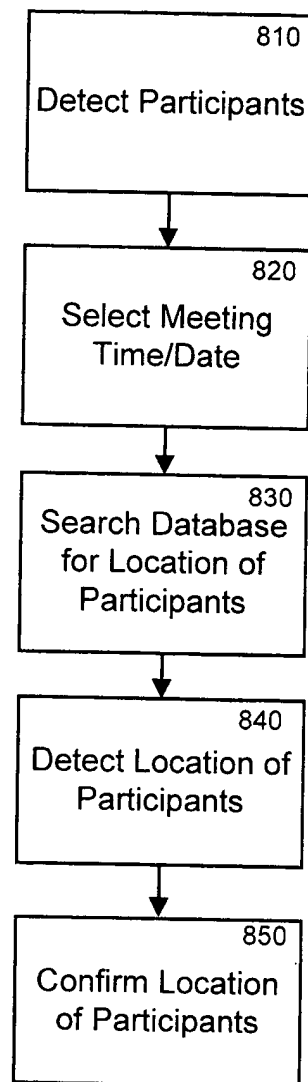 810
Detect Participants
820
Select Meeting
Time/Date
830
Search Database
for Location of
Participants
840
Detect Location of
Participants
850
Confirm Location
of Participants